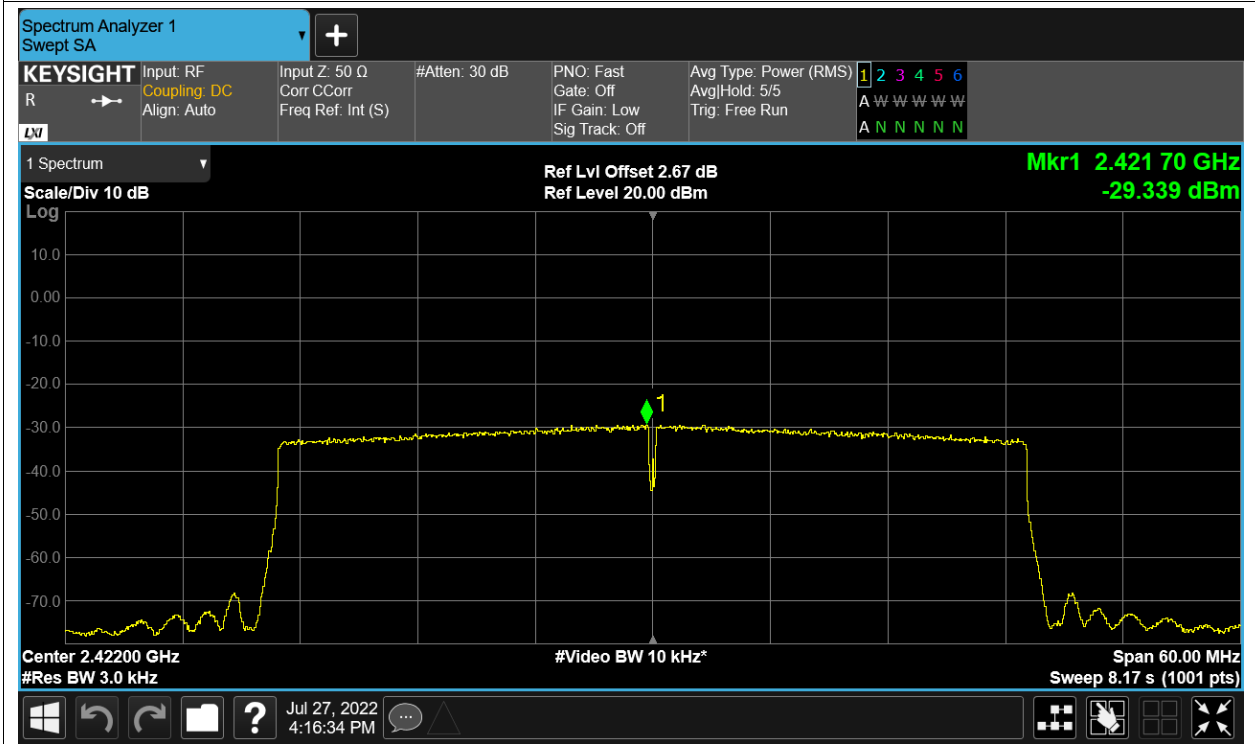 Spectrum Analyzer 1
Swept SA
KEYSIGHT
R
LXI
Input: RF
Coupling: DC
Align: Auto
Input Z: 50 Ω
Corr CCorr
Freq Ref: Int (S)
#Atten: 30 dB
PNO: Fast
Gate: Off
IF Gain: Low
Sig Track: Off
Avg Type: Power (RMS)
Avg|Hold: 5/5
Trig: Free Run
1 2 3 4 5 6
A W W W W W
A N N N N N
1 Spectrum
Scale/Div 10 dB
Log
Ref Lvl Offset 2.67 dB
Ref Level 20.00 dBm
Mkr1 2.421 70 GHz
-29.339 dBm
10.0
0.00
-10.0
-20.0
1
-30.0
-40.0
-50.0
-60.0
-70.0
Center 2.42200 GHz
#Res BW 3.0 kHz
#Video BW 10 kHz*
Span 60.00 MHz
Sweep 8.17 s (1001 pts)
?
Jul 27, 2022
4:16:34 PM